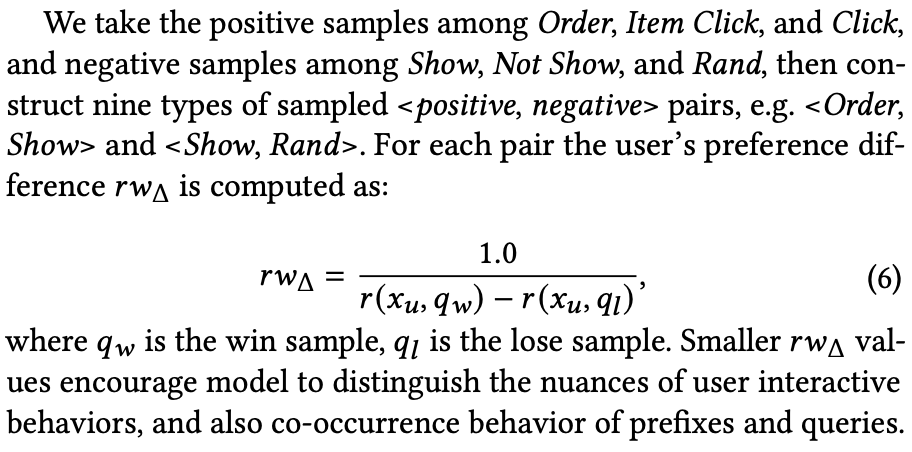 We take the positive samples among Order, Item Click, and Click,
and negative samples among Show, Not Show, and Rand, then con-
struct nine types of sampled <positive, negative> pairs, e.g. <Order,
Show> and <Show, Rand>. For each pair the user's preference dif-
ference rw_Δ is computed as:
rw_Δ = 1.0 / (r(x_u, q_w) − r(x_u, q_l)), (6)
where q_w is the win sample, q_l is the lose sample. Smaller rw_Δ val-
ues encourage model to distinguish the nuances of user interactive
behaviors, and also co-occurrence behavior of prefixes and queries.